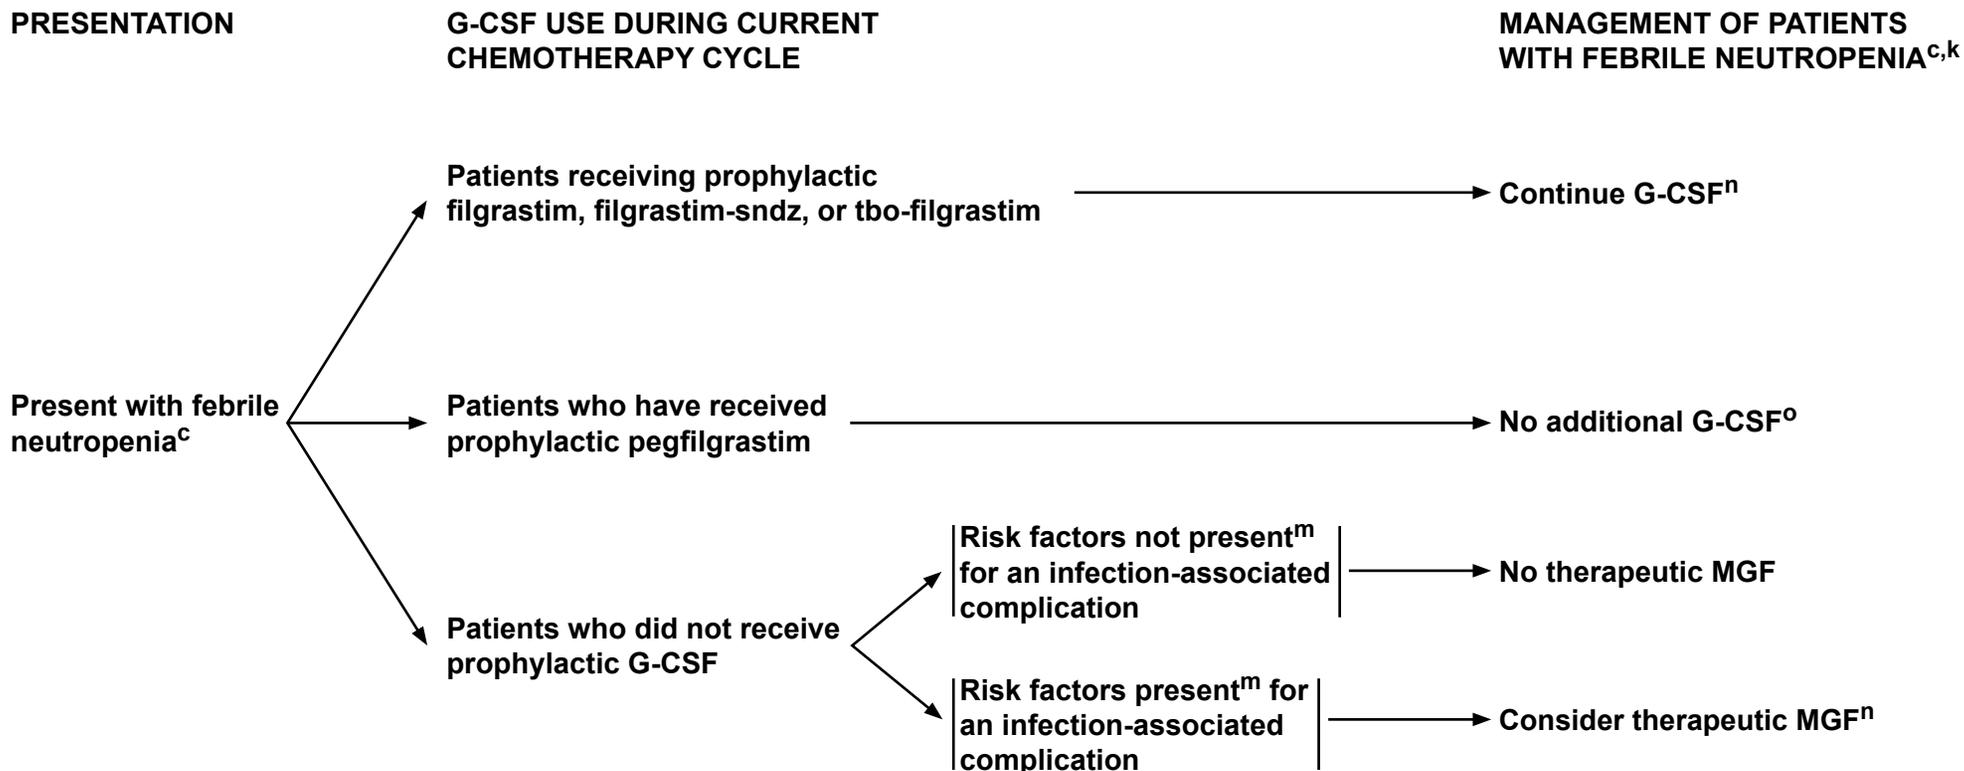 PRESENTATION
G-CSF USE DURING CURRENT
CHEMOTHERAPY CYCLE
MANAGEMENT OF PATIENTS
WITH FEBRILE NEUTROPENIAc,k
Patients receiving prophylactic
filgrastim, filgrastim-sndz, or tbo-filgrastim
Continue G-CSFn
Present with febrile
neutropeniac
Patients who have received
prophylactic pegfilgrastim
No additional G-CSFo
Patients who did not receive
prophylactic G-CSF
Risk factors not presentm
for an infection-associated
complication
No therapeutic MGF
Risk factors presentm for
an infection-associated
complication
Consider therapeutic MGFn